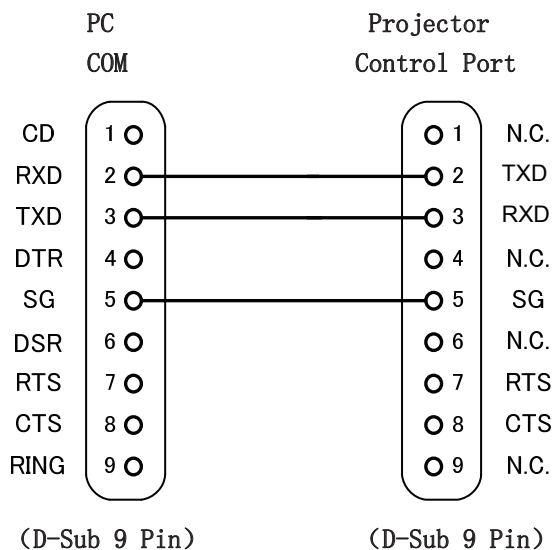 PC Projector
COM Control Port
CD 1 1 N.C.
RXD 2 2 TXD
TXD 3 3 RXD
DTR 4 4 N.C.
SG 5 5 SG
DSR 6 6 N.C.
RTS 7 7 RTS
CTS 8 8 CTS
RING 9 9 N.C.
(D-Sub 9 Pin) (D-Sub 9 Pin)